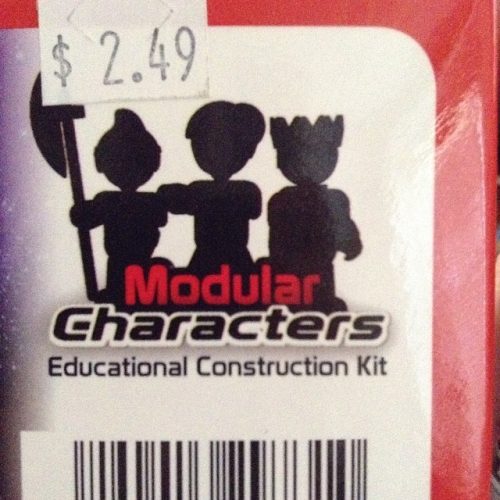 $ 2.49
Modular
Characters
Educational Construction Kit